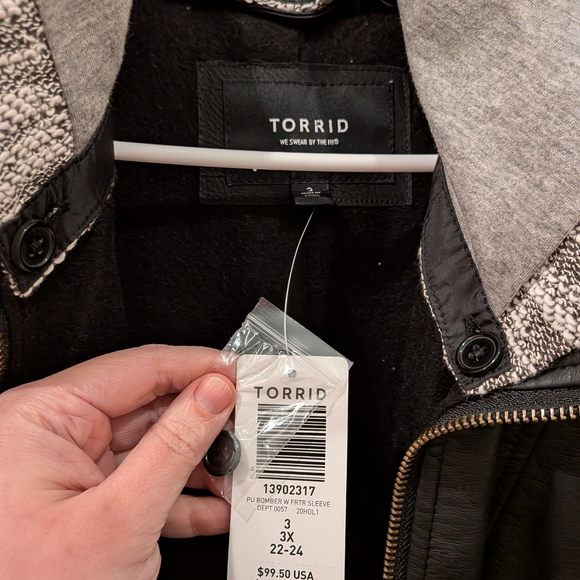 TORRID
WE SWEAR BY THE FIT®
3
TORRID
13902317
PU BOMBER W FRTR SLEEVE
DEPT 0057 20HOL1
3
3X
22-24
$99.50 USA